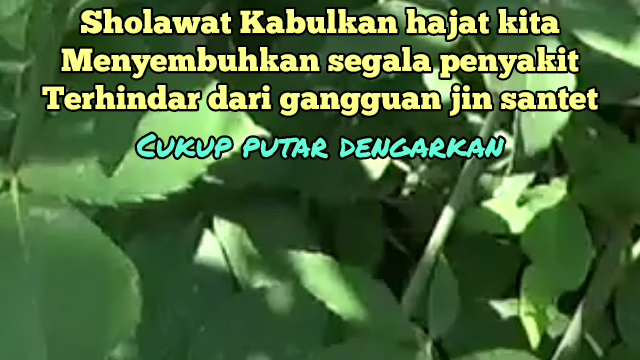 Sholawat Kabulkan hajat kita
Menyembuhkan segala penyakit
Terhindar dari gangguan jin santet
Cukup putar dengarkan